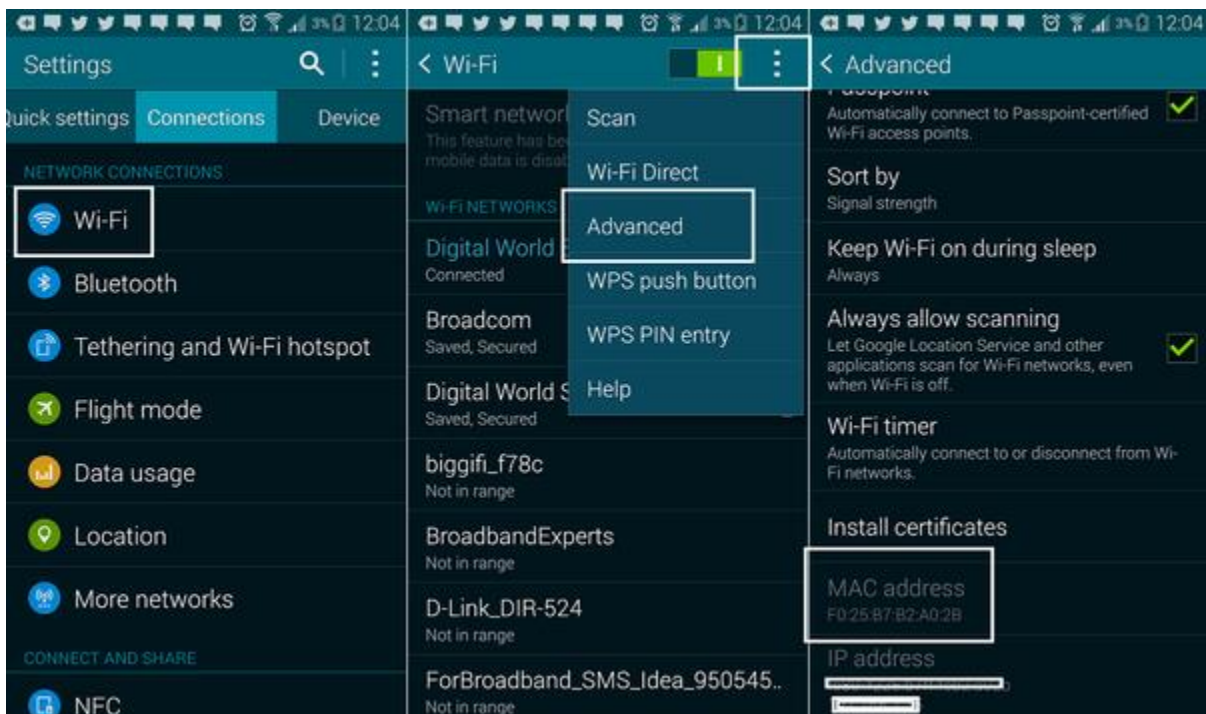 3% 12:04
Settings
Quick settings Connections Device
NETWORK CONNECTIONS
Wi-Fi
Bluetooth
Tethering and Wi-Fi hotspot
Flight mode
Data usage
Location
More networks
CONNECT AND SHARE
NFC
3% 12:04
Wi-Fi
Smart networ
This feature has be
mobile data is disab
Wi-Fi NETWORKS
Digital World S
Connected
Broadcom
Saved, Secured
Digital World S
Saved, Secured
biggifi_f78c
Not in range
BroadbandExperts
Not in range
D-Link_DIR-524
Not in range
ForBroadband_SMS_Idea_950545..
Not in range
Scan
Wi-Fi Direct
Advanced
WPS push button
WPS PIN entry
Help
3% 12:04
Advanced
Passpoint
Automatically connect to Passpoint-certified
Wi-Fi access points.
Sort by
Signal strength
Keep Wi-Fi on during sleep
Always
Always allow scanning
Let Google Location Service and other
applications scan for Wi-Fi networks, even
when Wi-Fi is off.
Wi-Fi timer
Automatically connect to or disconnect from Wi-
Fi networks.
Install certificates
MAC address
F0:25:B7:B2:A0:2B
IP address